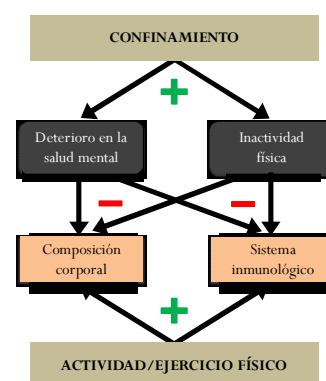 CONFINAMIENTO
+
Deterioro en la
salud mental
Inactividad
física
– –
Composición
corporal
Sistema
inmunológico
+
ACTIVIDAD/EJERCICIO FÍSICO